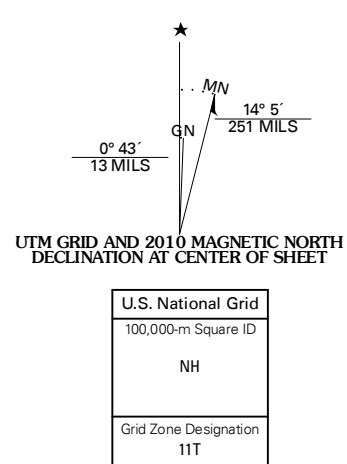 MN
GN
14° 5´
251 MILS
0° 43´
13 MILS
UTM GRID AND 2010 MAGNETIC NORTH
DECLINATION AT CENTER OF SHEET
U.S. National Grid
100,000-m Square ID
NH
Grid Zone Designation
11T